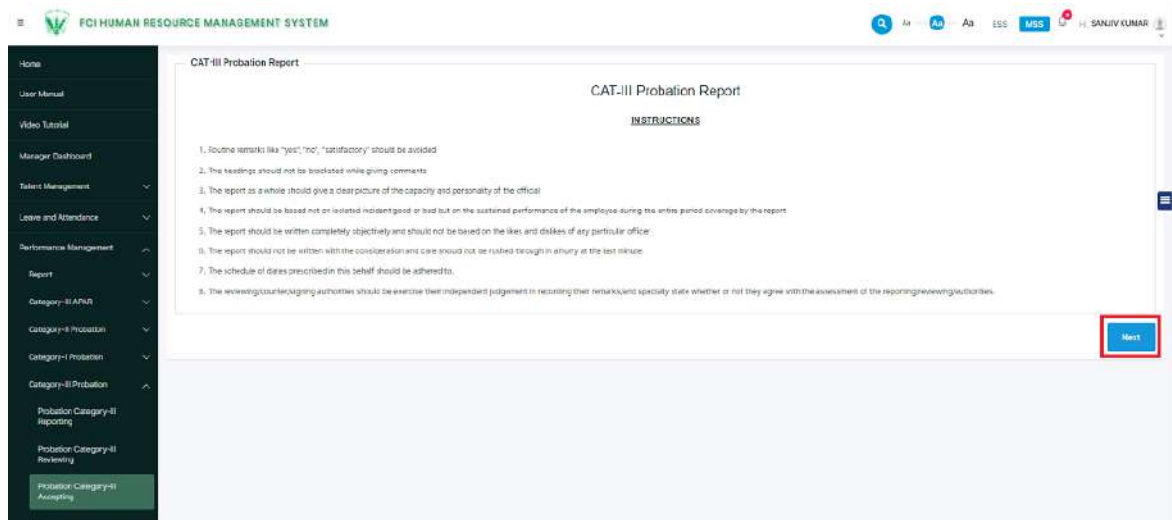 FCI HUMAN RESOURCE MANAGEMENT SYSTEM
Aa Aa Aa ESS MSS Hi, SANJIV KUMAR
Home
User Manual
Video Tutorial
Manager Dashboard
Talent Management
Leave and Attendance
Performance Management
Report
Category-III APAR
Category-II Probation
Category-I Probation
Category-III Probation
Probation Category-III
Reporting
Probation Category-III
Reviewing
Probation Category-III
Accepting
CAT-III Probation Report
CAT-III Probation Report
INSTRUCTIONS
1. Routine remarks like "yes", "no", "satisfactory" should be avoided
2. The headings should not be bracketed while giving comments
3. The report as a whole should give a clear picture of the capacity and personality of the official
4. The report should be based not on isolated incident good or bad but on the sustained performance of the employee during the entire period coverage by the report
5. The report should be written completely objectively and should not be based on the likes and dislikes of any particular officer
6. The report should not be written with the consideration and care should not be rushed through in a hurry at the last minute
7. The schedule of dates prescribed in this behalf should be adhered to.
8. The reviewing/counter/signing authorities should be exercise their independent judgement in recording their remarks,and specially state whether or not they agree with the assessment of the reporting/reviewing/authorities.
Next